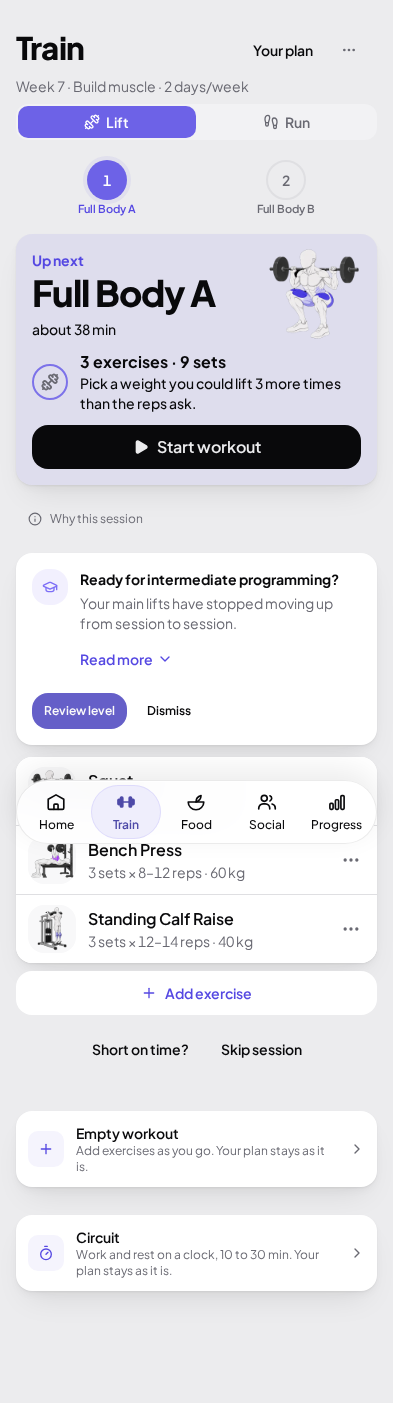 Train
Your plan
Week 7 · Build muscle · 2 days/week
Lift
Run
1
2
Full Body A
Full Body B
Up next
Full Body A
about 38 min
3 exercises · 9 sets
Pick a weight you could lift 3 more times
than the reps ask.
Start workout
Why this session
Ready for intermediate programming?
Your main lifts have stopped moving up
from session to session.
Read more
Review level
Dismiss
Squat
Home
Train
Food
Social
Progress
Bench Press
3 sets × 8–12 reps · 60 kg
Standing Calf Raise
3 sets × 12–14 reps · 40 kg
Add exercise
Short on time?
Skip session
Empty workout
Add exercises as you go. Your plan stays as it
is.
Circuit
Work and rest on a clock, 10 to 30 min. Your
plan stays as it is.